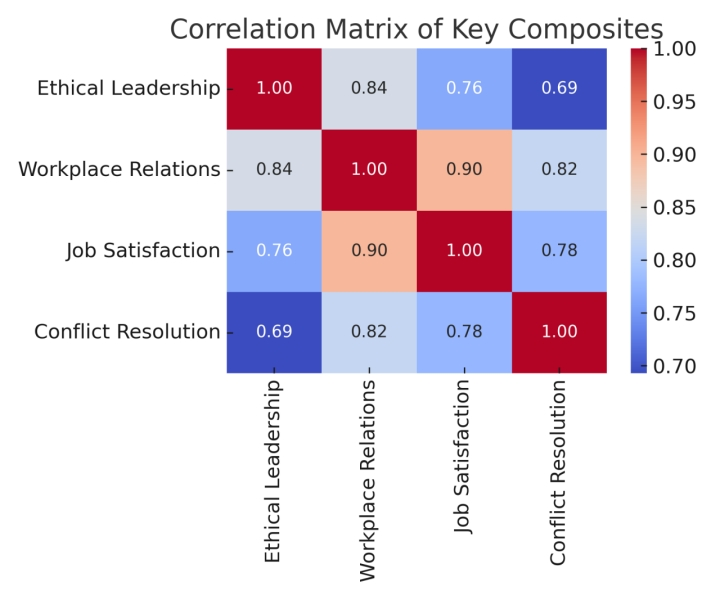 Correlation Matrix of Key Composites
Ethical Leadership 1.00 0.84 0.76 0.69
Workplace Relations 0.84 1.00 0.90 0.82
Job Satisfaction 0.76 0.90 1.00 0.78
Conflict Resolution 0.69 0.82 0.78 1.00
Ethical Leadership
Workplace Relations
Job Satisfaction
Conflict Resolution
1.00
0.95
0.90
0.85
0.80
0.75
0.70